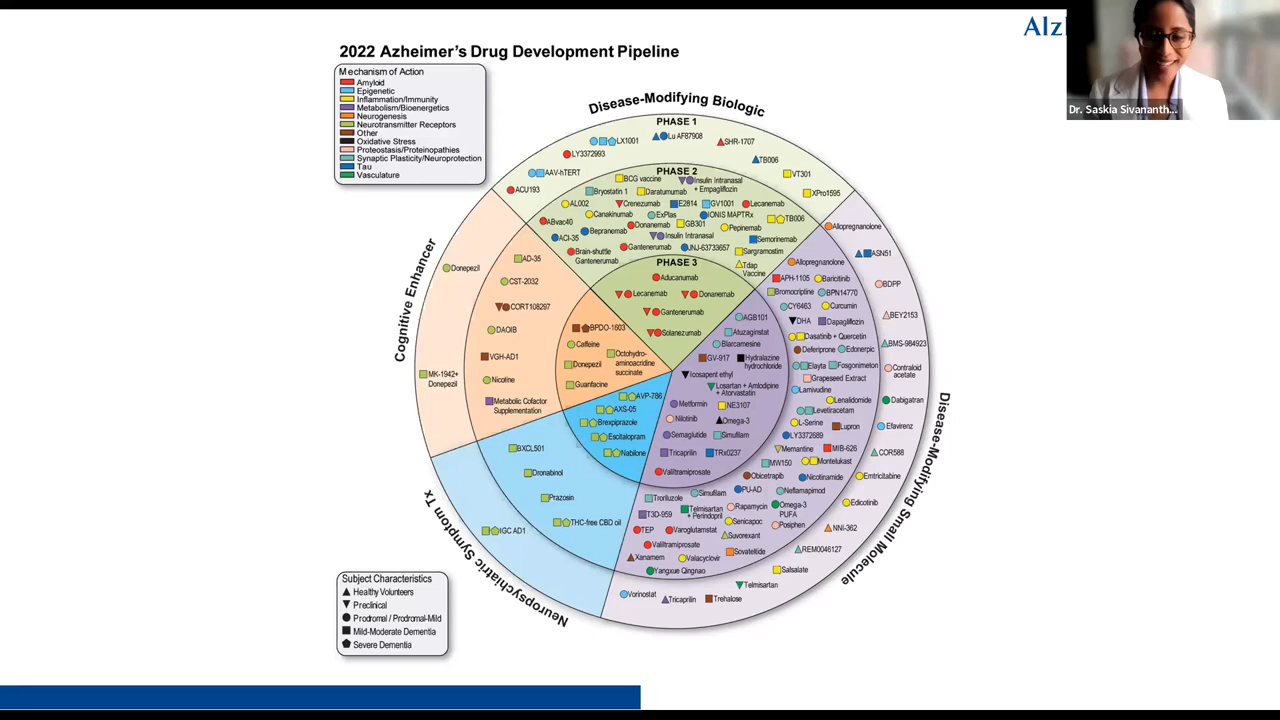 Alz
2022 Azheimer's Drug Development Pipeline
Dr. Saskia Sivananth...
Mechanism of Action
Amyloid
Epigenetic
Inflammation/Immunity
Metabolism/Bioenergetics
Neurogenesis
Neurotransmitter Receptors
Other
Oxidative Stress
Proteostasis/Proteinopathies
Synaptic Plasticity/Neuroprotection
Tau
Vasculature
Disease-Modifying Biologic
PHASE 1
LX1001
Lu AF87908
SHR-1707
LY3372993
TB006
AAV-hTERT
VT301
ACU193
XPro1595
PHASE 2
BCG vaccine
Insulin Intranasal
+ Empagliflozin
Bryostatin 1
Daratumumab
AL002
Crenezumab
E2814
GV1001
Lecanemab
Canakinumab
ExPlas
IONIS MAPTRx
TB006
ABvac40
Donanemab
GB301
Pepinemab
ACI-35
Bepranemab
Insulin Intranasal
Semorinemab
Brain-shuttle
Gantenerumab
Gantenerumab
JNJ-63733657
Sargramostim
Tdap
Vaccine
PHASE 3
Aducanumab
Lecanemab
Donanemab
Gantenerumab
Solanezumab
Cognitive Enhancer
Donepezil
MK-1942+
Donepezil
AD-35
CST-2032
CORT108297
DAOIB
VGH-AD1
Nicotine
Metabolic Cofactor
Supplementation
BPDO-1603
Caffeine
Octohydro-
aminoacridine
succinate
Donepezil
Guanfacine
Neuropsychiatric Symptom Tx
IGC AD1
BXCL501
Dronabinol
Prazosin
THC-free CBD oil
AVP-786
AXS-05
Brexpiprazole
Escitalopram
Nabilone
Disease-Modifying Small Molecule
AGB101
Atuzaginstat
Blarcamesine
GV-917
Hydralazine
hydrochloride
Icosapent ethyl
Losartan + Amlodipine
+ Atorvastatin
Metformin
NE3107
Nilotinib
Omega-3
Semaglutide
Simufilam
Tricaprilin
TRx0237
Valiltramiprosate
Allopregnanolone
APH-1105
Baricitinib
Bromocriptine
BPN14770
CY6463
Curcumin
DHA
Dapagliflozin
Dasatinib + Quercetin
Deferiprone
Edonerpic
Elayta
Fosgonimeton
Grapeseed Extract
Lamivudine
Lenalidomide
Levetiracetam
L-Serine
Lupron
LY3372689
Memantine
MIB-626
MW150
Montelukast
Obicetrapib
Nicotinamide
PU-AD
Neflamapimod
Simufilam
Troriluzole
Rapamycin
Omega-3
PUFA
T3D-959
Telmisartan
+ Perindopril
Senicapoc
Posiphen
TEP
Varoglutamstat
Suvorexant
Valiltramiprosate
Sovateltide
Xanamem
Valacyclovir
Yangxue Qingnao
Allopregnanolone
ASN51
BDPP
BEY2153
BMS-984923
Contraloid
acetate
Dabigatran
Efavirenz
COR588
Emtricitabine
Edicotinib
NNI-362
REM0046127
Salsalate
Telmisartan
Trehalose
Tricaprilin
Vorinostat
Subject Characteristics
Healthy Volunteers
Preclinical
Prodromal / Prodromal-Mild
Mild-Moderate Dementia
Severe Dementia